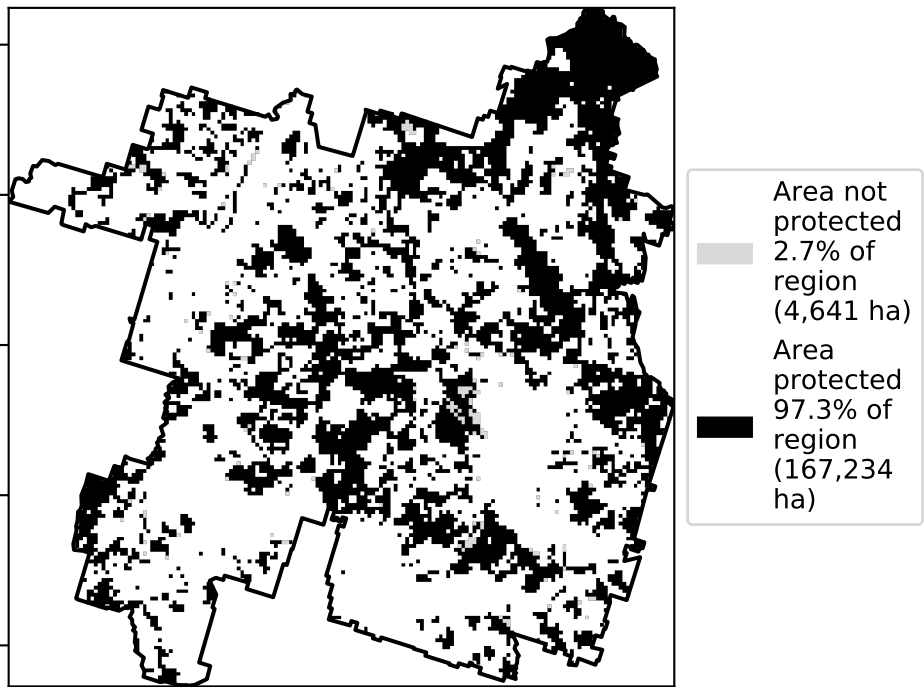 Area not
protected
2.7% of
region
(4,641 ha)
Area
protected
97.3% of
region
(167,234
ha)